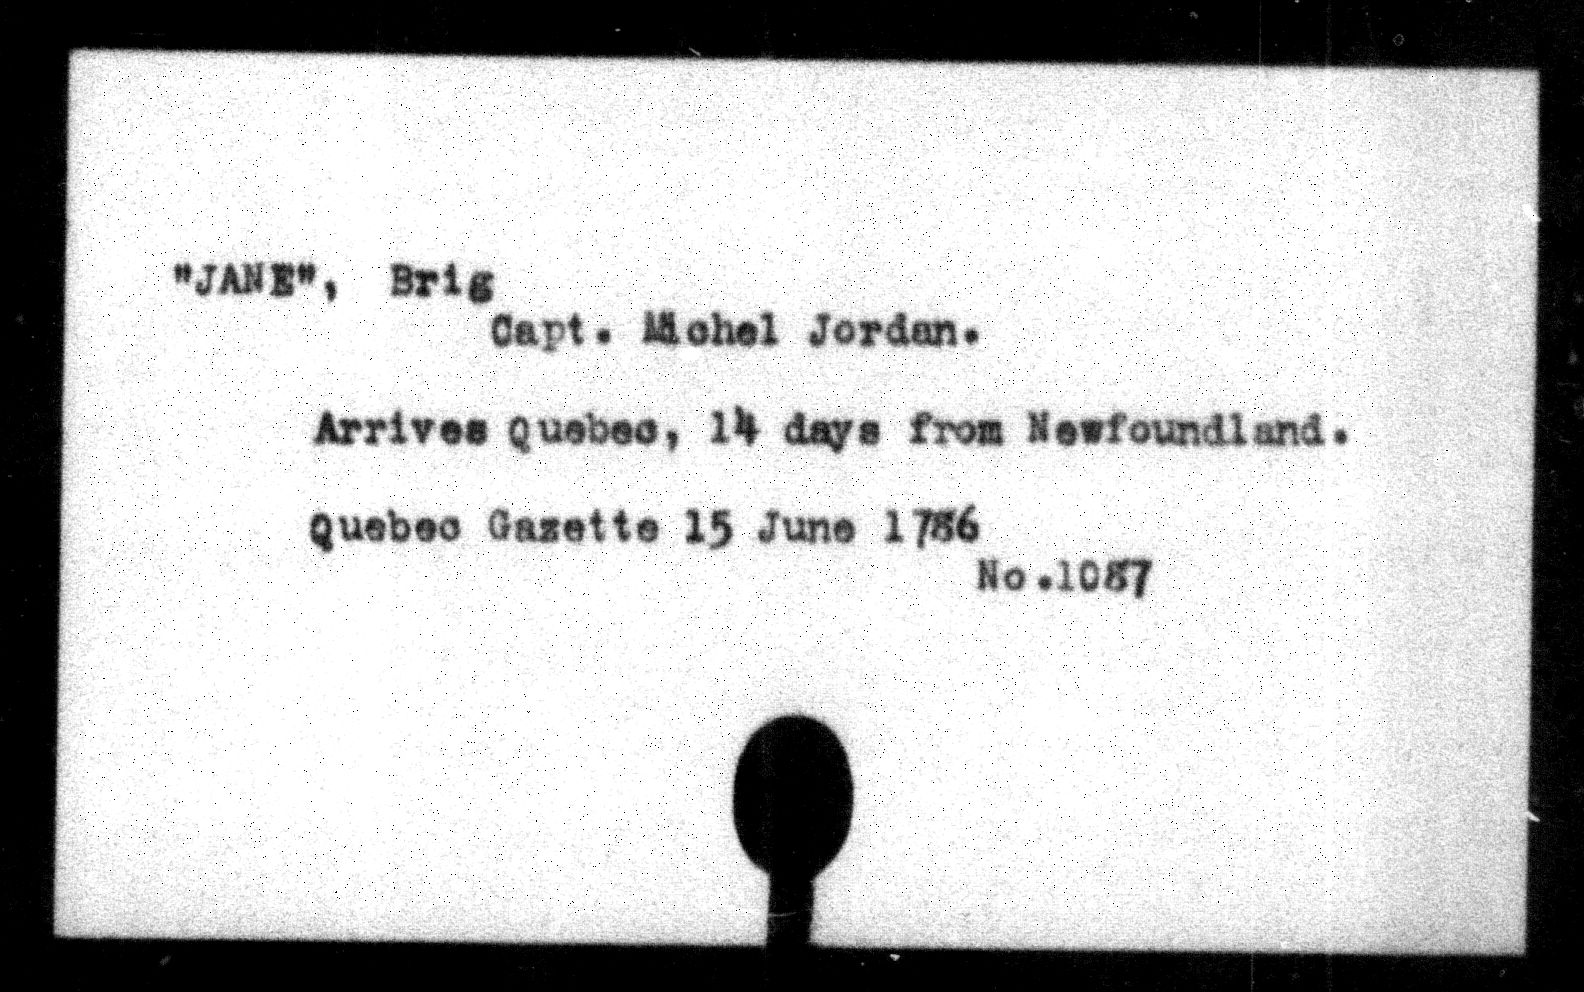 "JANE", Brig
Capt. Michel Jordan.
Arrives Quebec, 14 days from Newfoundland.
Quebec Gazette 15 June 1786
No.1087